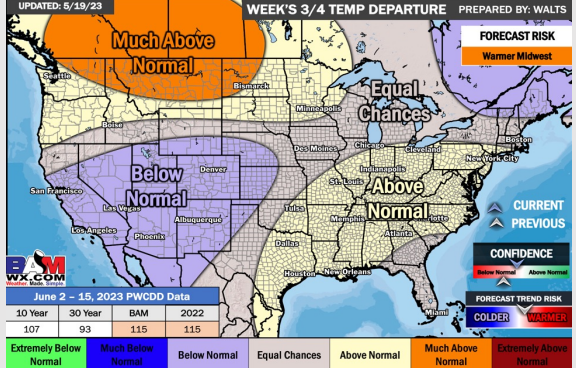 UPDATED: 5/19/23
WEEK'S 3/4 TEMP DEPARTURE
PREPARED BY: WALTS
FORECAST RISK
Warmer Midwest
Much Above
Normal
Equal
Chances
Below
Normal
Above
Normal
Seattle
Bismarck
Minneapolis
Boise
Boston
Des Moines
Chicago
Cleveland
New York City
Denver
Indianapolis
San Francisco
St. Louis
Las Vegas
Tulsa
Memphis
lotte
Los Angeles
Albuquerque
Phoenix
Atlanta
Dallas
Houston
New Orleans
Miami
CURRENT
PREVIOUS
CONFIDENCE
Below Normal
Above Normal
FORECAST TREND RISK
COLDER
WARMER
BAM
WX.COM
Weather. Made. Simple.
June 2 – 15, 2023 PWCDD Data
10 Year 30 Year BAM 2022
107 93 115 115
Extremely Below
Normal
Much Below
Normal
Below Normal
Equal Chances
Above Normal
Much Above
Normal
Extremely Above
Normal